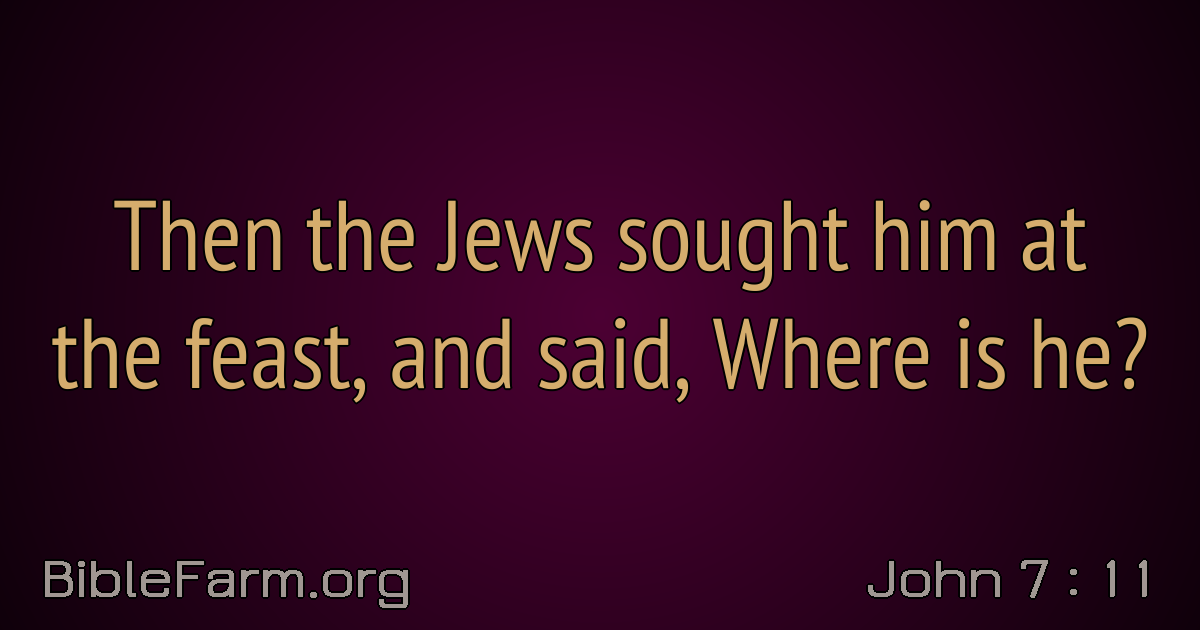 Then the Jews sought him at
the feast, and said, Where is he?
BibleFarm.org
John 7 : 11